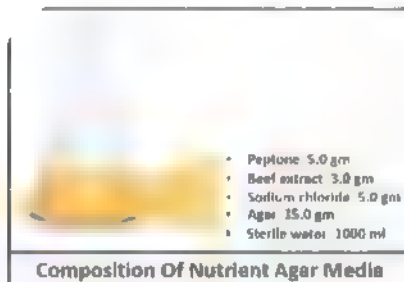 Peptone 5.0 gm
Beef extract 3.0 gm
Sodium chloride 5.0 gm
Agar 15.0 gm
Sterile water 1000 ml
Composition Of Nutrient Agar Media